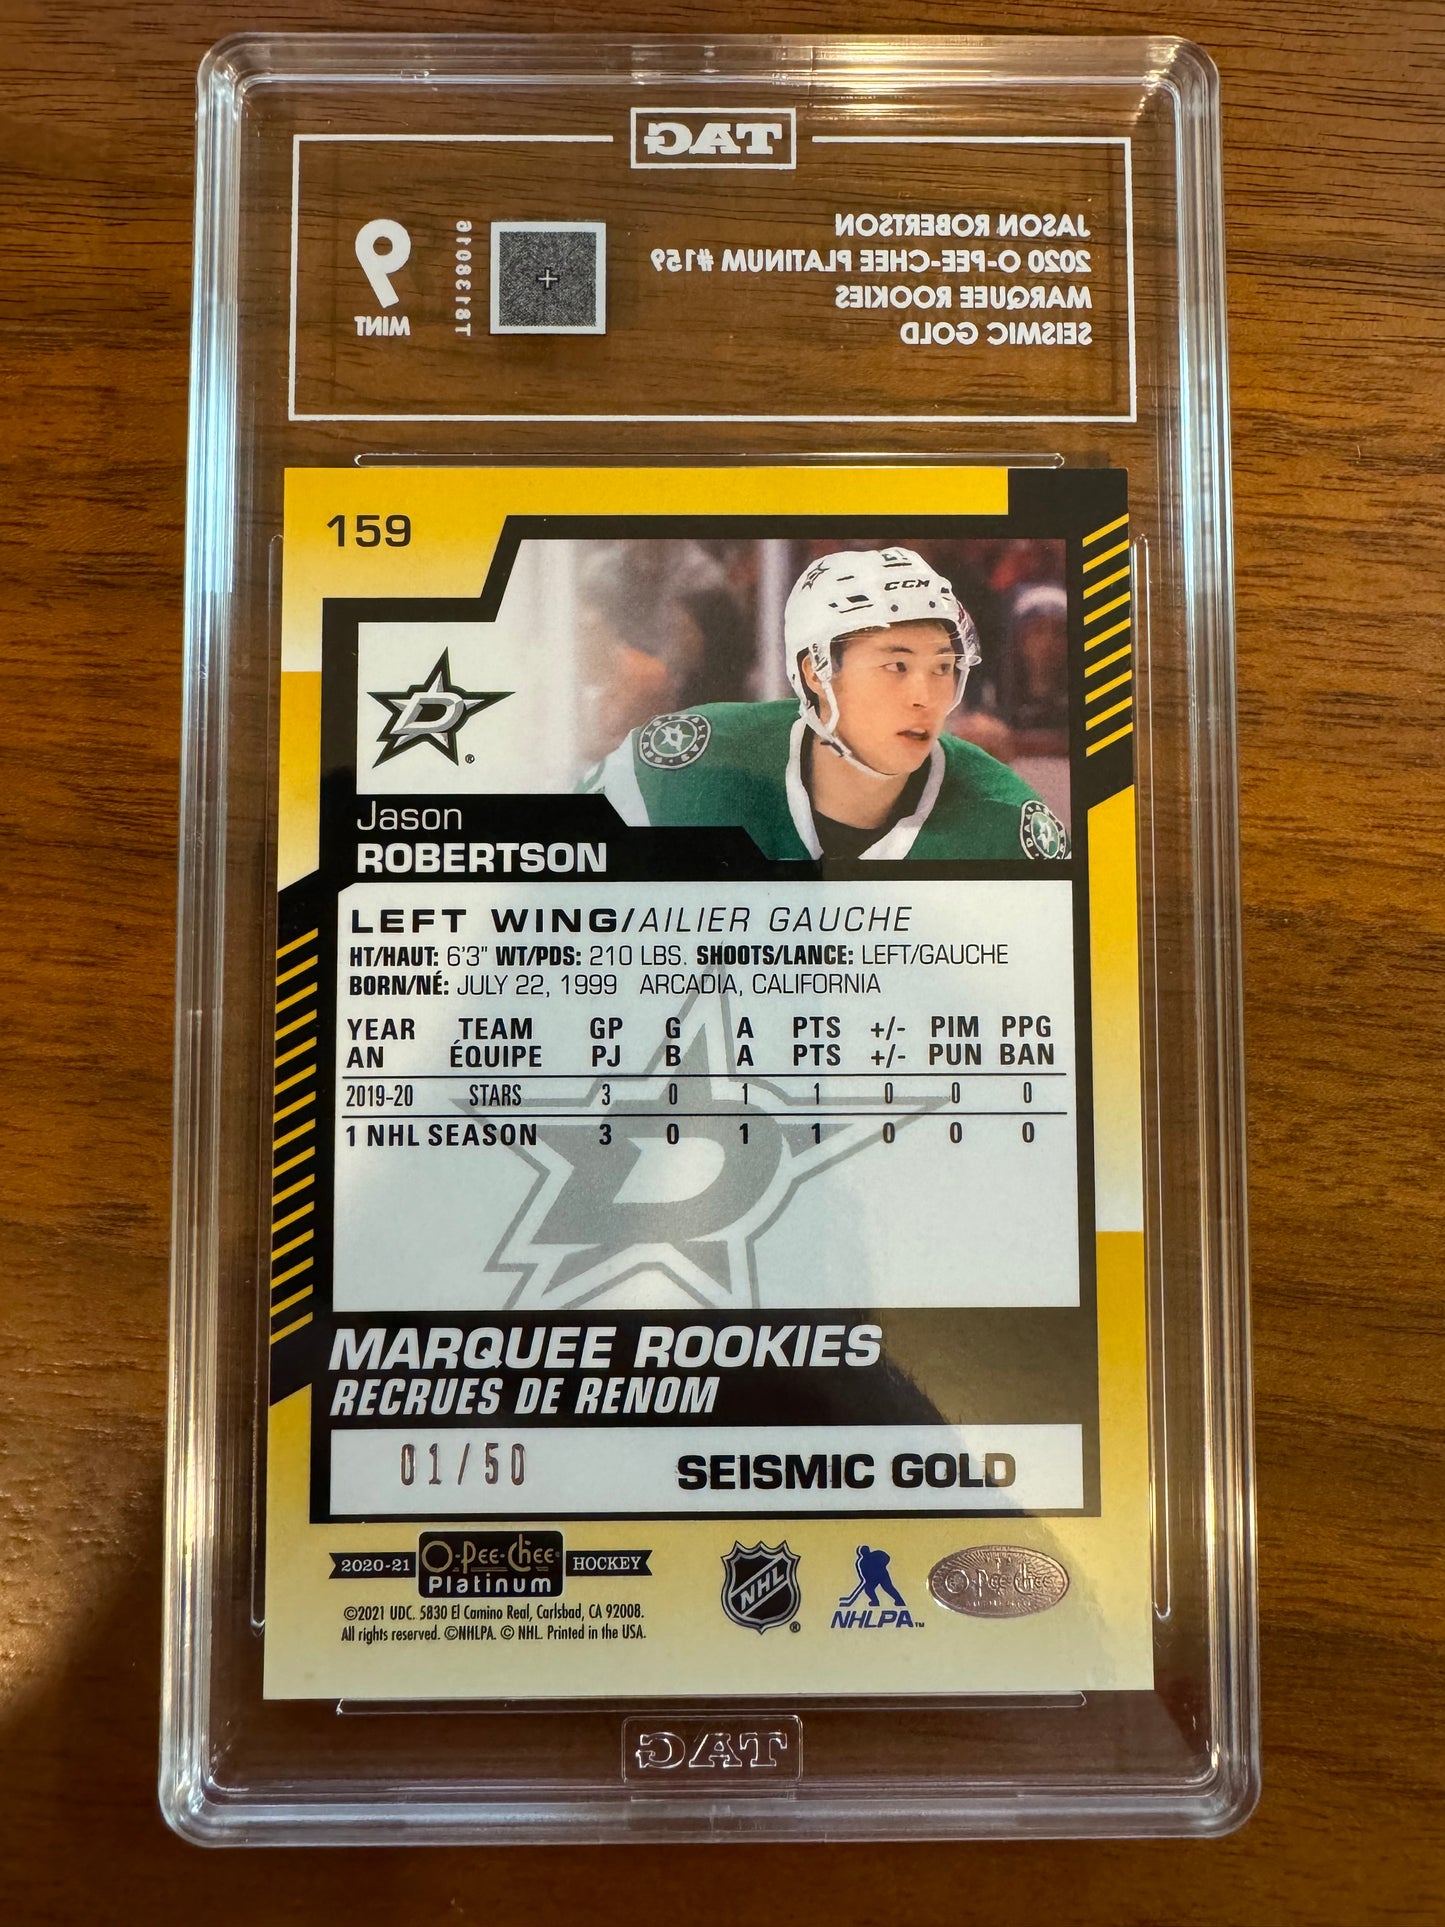 TAG
JASON ROBERTSON
2020 O-PEE-CHEE PLATINUM #159
MARQUEE ROOKIES
SEISMIC GOLD
9
MINT
159
CCM
Jason
ROBERTSON
LEFT WING/AILIER GAUCHE
HT/HAUT: 6'3" WT/PDS: 210 LBS. SHOOTS/LANCE: LEFT/GAUCHE
BORN/NÉ: JULY 22, 1999 ARCADIA, CALIFORNIA
YEAR TEAM GP G A PTS +/- PIM PPG
AN ÉQUIPE PJ B A PTS +/- PUN BAN
2019-20 STARS 3 0 1 1 0 0 0
1 NHL SEASON 3 0 1 1 0 0 0
MARQUEE ROOKIES
RECRUES DE RENOM
01/50 SEISMIC GOLD
2020-21 O-Pee-Chee Platinum HOCKEY
NHL ®
NHLPA™
O-Pee-Chee
©2021 UDC. 5830 El Camino Real, Carlsbad, CA 92008.
All rights reserved. ©NHLPA. © NHL. Printed in the USA.
TAG